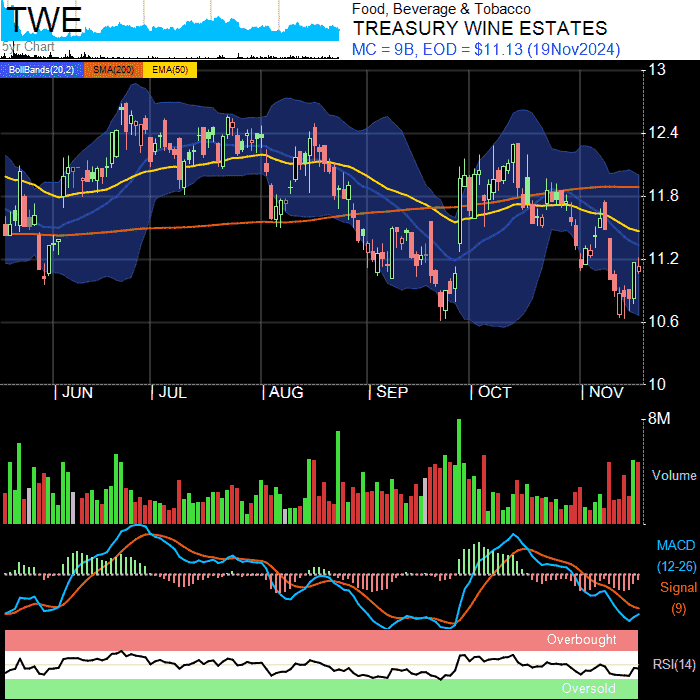 TWE
5yr Chart
Food, Beverage & Tobacco
TREASURY WINE ESTATES
MC = 9B, EOD = $11.13 (19Nov2024)
BollBands(20,2) SMA(200) EMA(50)
13
12.4
11.8
11.2
10.6
10
JUN JUL AUG SEP OCT NOV
8M
Volume
MACD
(12-26)
Signal
(9)
Overbought
RSI(14)
Oversold